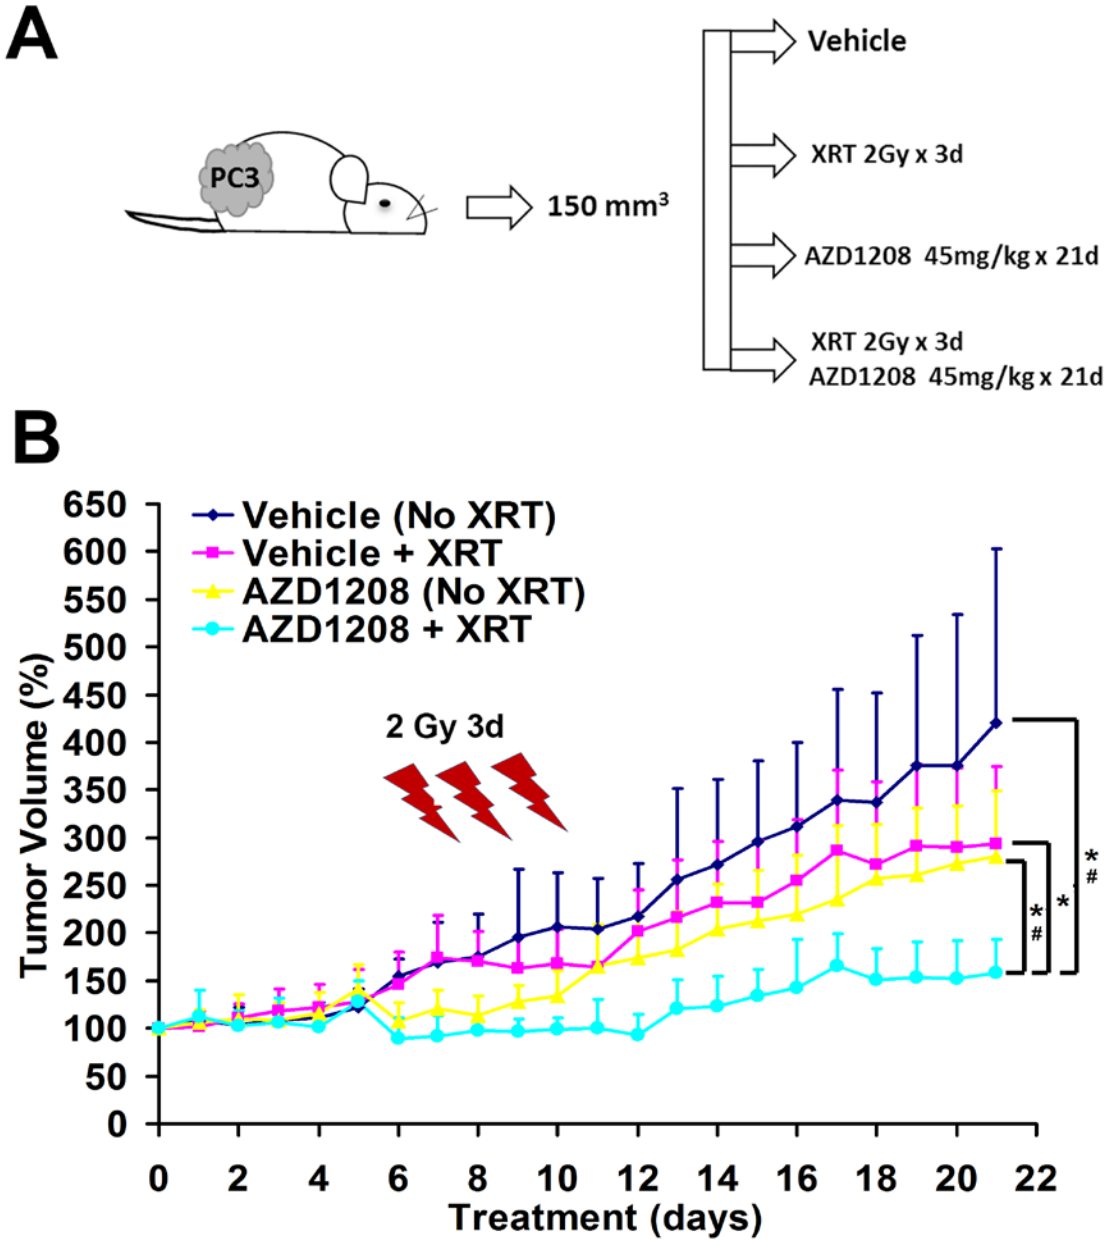 A
Vehicle
PC3
150 mm³
XRT 2Gy x 3d
AZD1208 45mg/kg x 21d
XRT 2Gy x 3d
AZD1208 45mg/kg x 21d
B
Vehicle (No XRT)
Vehicle + XRT
AZD1208 (No XRT)
AZD1208 + XRT
2 Gy 3d
Tumor Volume (%)
650
600
550
500
450
400
350
300
250
200
150
100
50
0
*
#
*
*
#
0 2 4 6 8 10 12 14 16 18 20 22
Treatment (days)